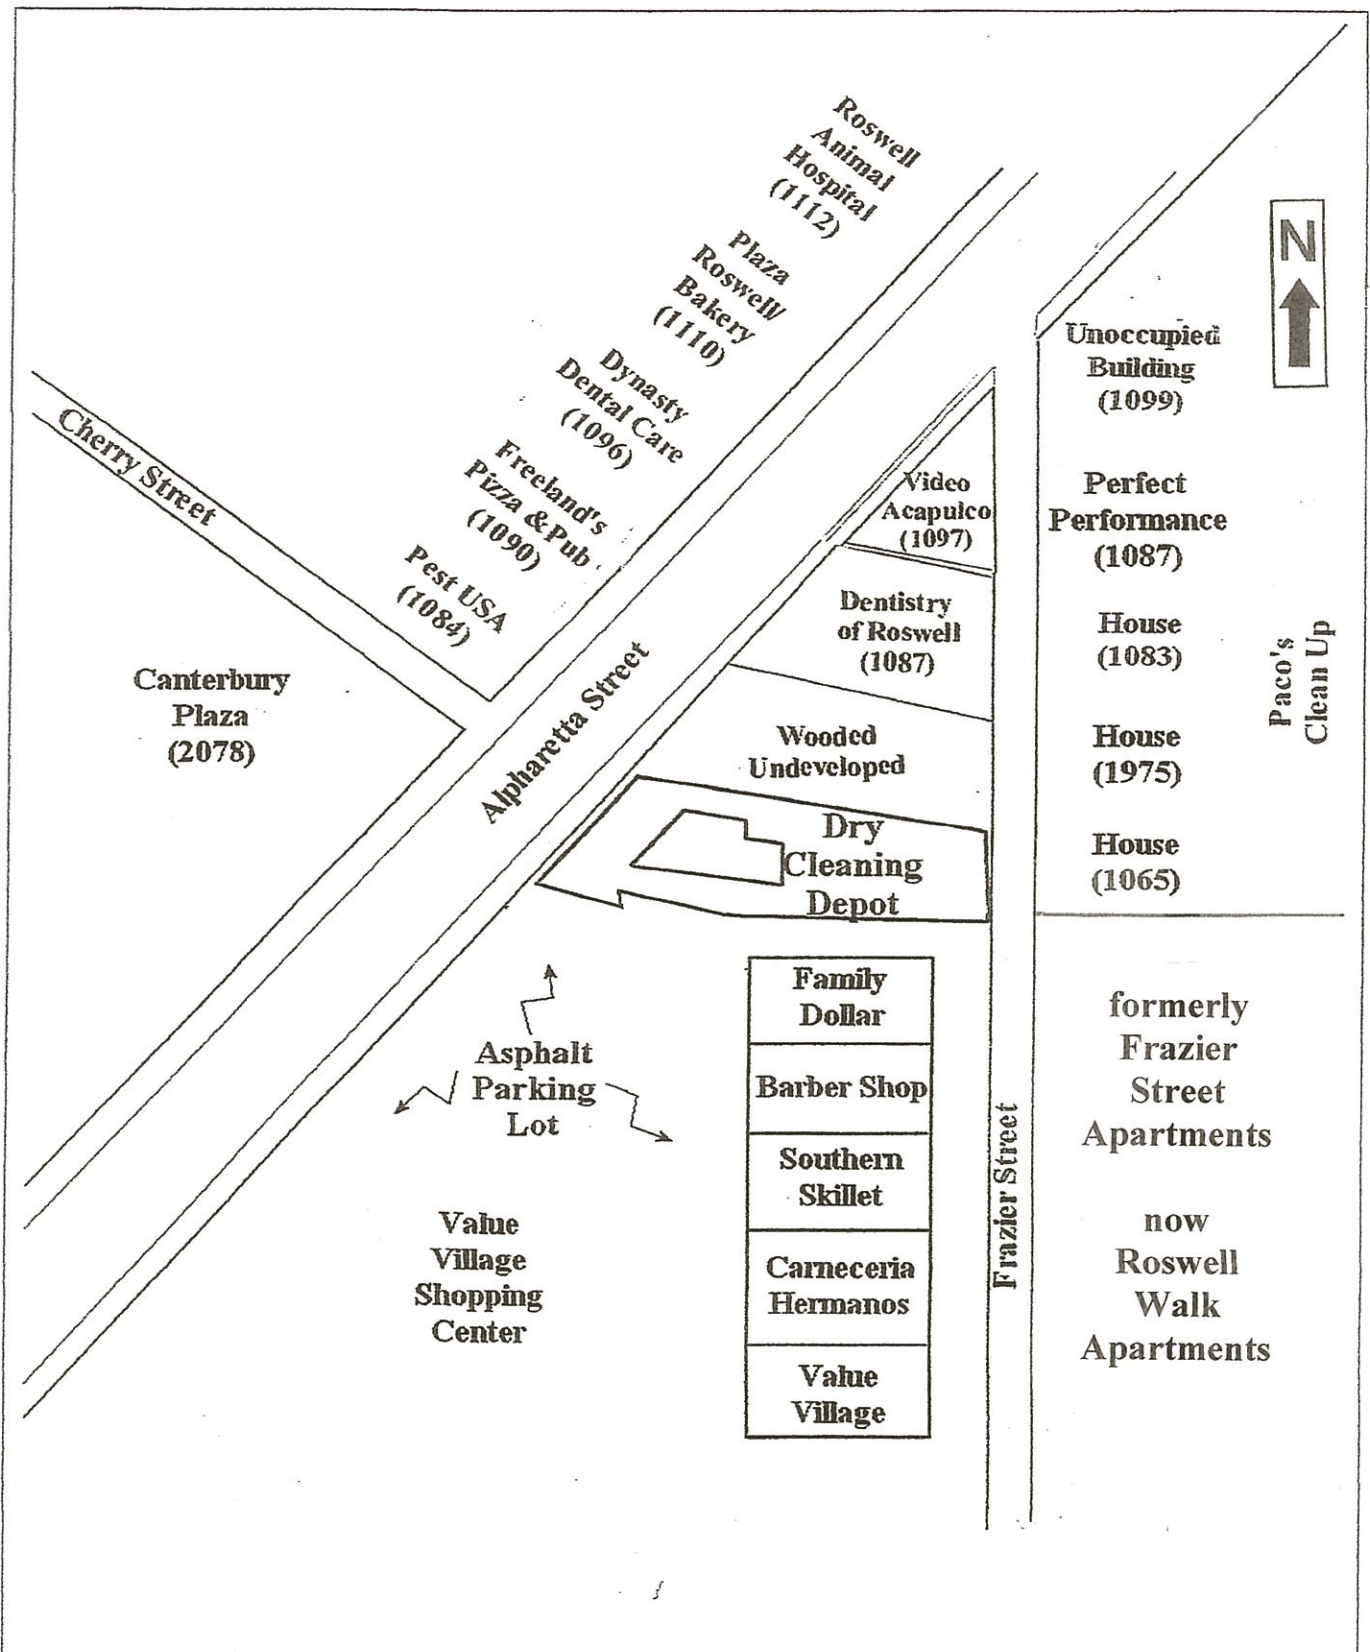 Roswell
Animal
Hospital
(1112)
Plaza
Roswell/
Bakery
(1110)
Dynasty
Dental Care
(1096)
Freeland's
Pizza & Pub
(1090)
Pest USA
(1084)
Cherry Street
Canterbury
Plaza
(2078)
Alpharetta Street
N
Unoccupied
Building
(1099)
Video
Acapulco
(1097)
Perfect
Performance
(1087)
Dentistry
of Roswell
(1087)
House
(1083)
Paco's
Clean Up
Wooded
Undeveloped
House
(1975)
Dry
Cleaning
Depot
House
(1065)
Family
Dollar
Barber Shop
Southern
Skillet
Carneceria
Hermanos
Value
Village
Asphalt
Parking
Lot
Value
Village
Shopping
Center
Frazier Street
formerly
Frazier
Street
Apartments
now
Roswell
Walk
Apartments